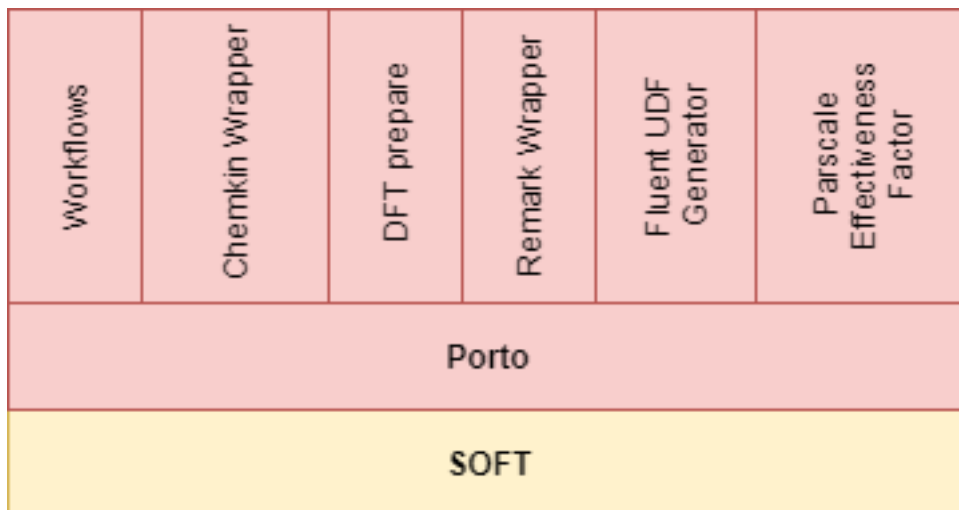 Workflows
Chemkin Wrapper
DFT prepare
Remark Wrapper
Fluent UDF
Generator
Parscale
Effectiveness
Factor
Porto
SOFT